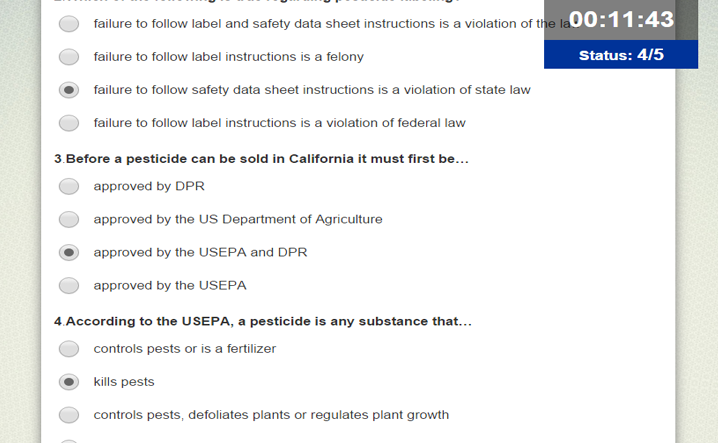 failure to follow label and safety data sheet instructions is a violation of the
00:11:43
Status: 4/5
failure to follow label instructions is a felony
failure to follow safety data sheet instructions is a violation of state law
failure to follow label instructions is a violation of federal law
3.Before a pesticide can be sold in California it must first be...
approved by DPR
approved by the US Department of Agriculture
approved by the USEPA and DPR
approved by the USEPA
4.According to the USEPA, a pesticide is any substance that...
controls pests or is a fertilizer
kills pests
controls pests, defoliates plants or regulates plant growth